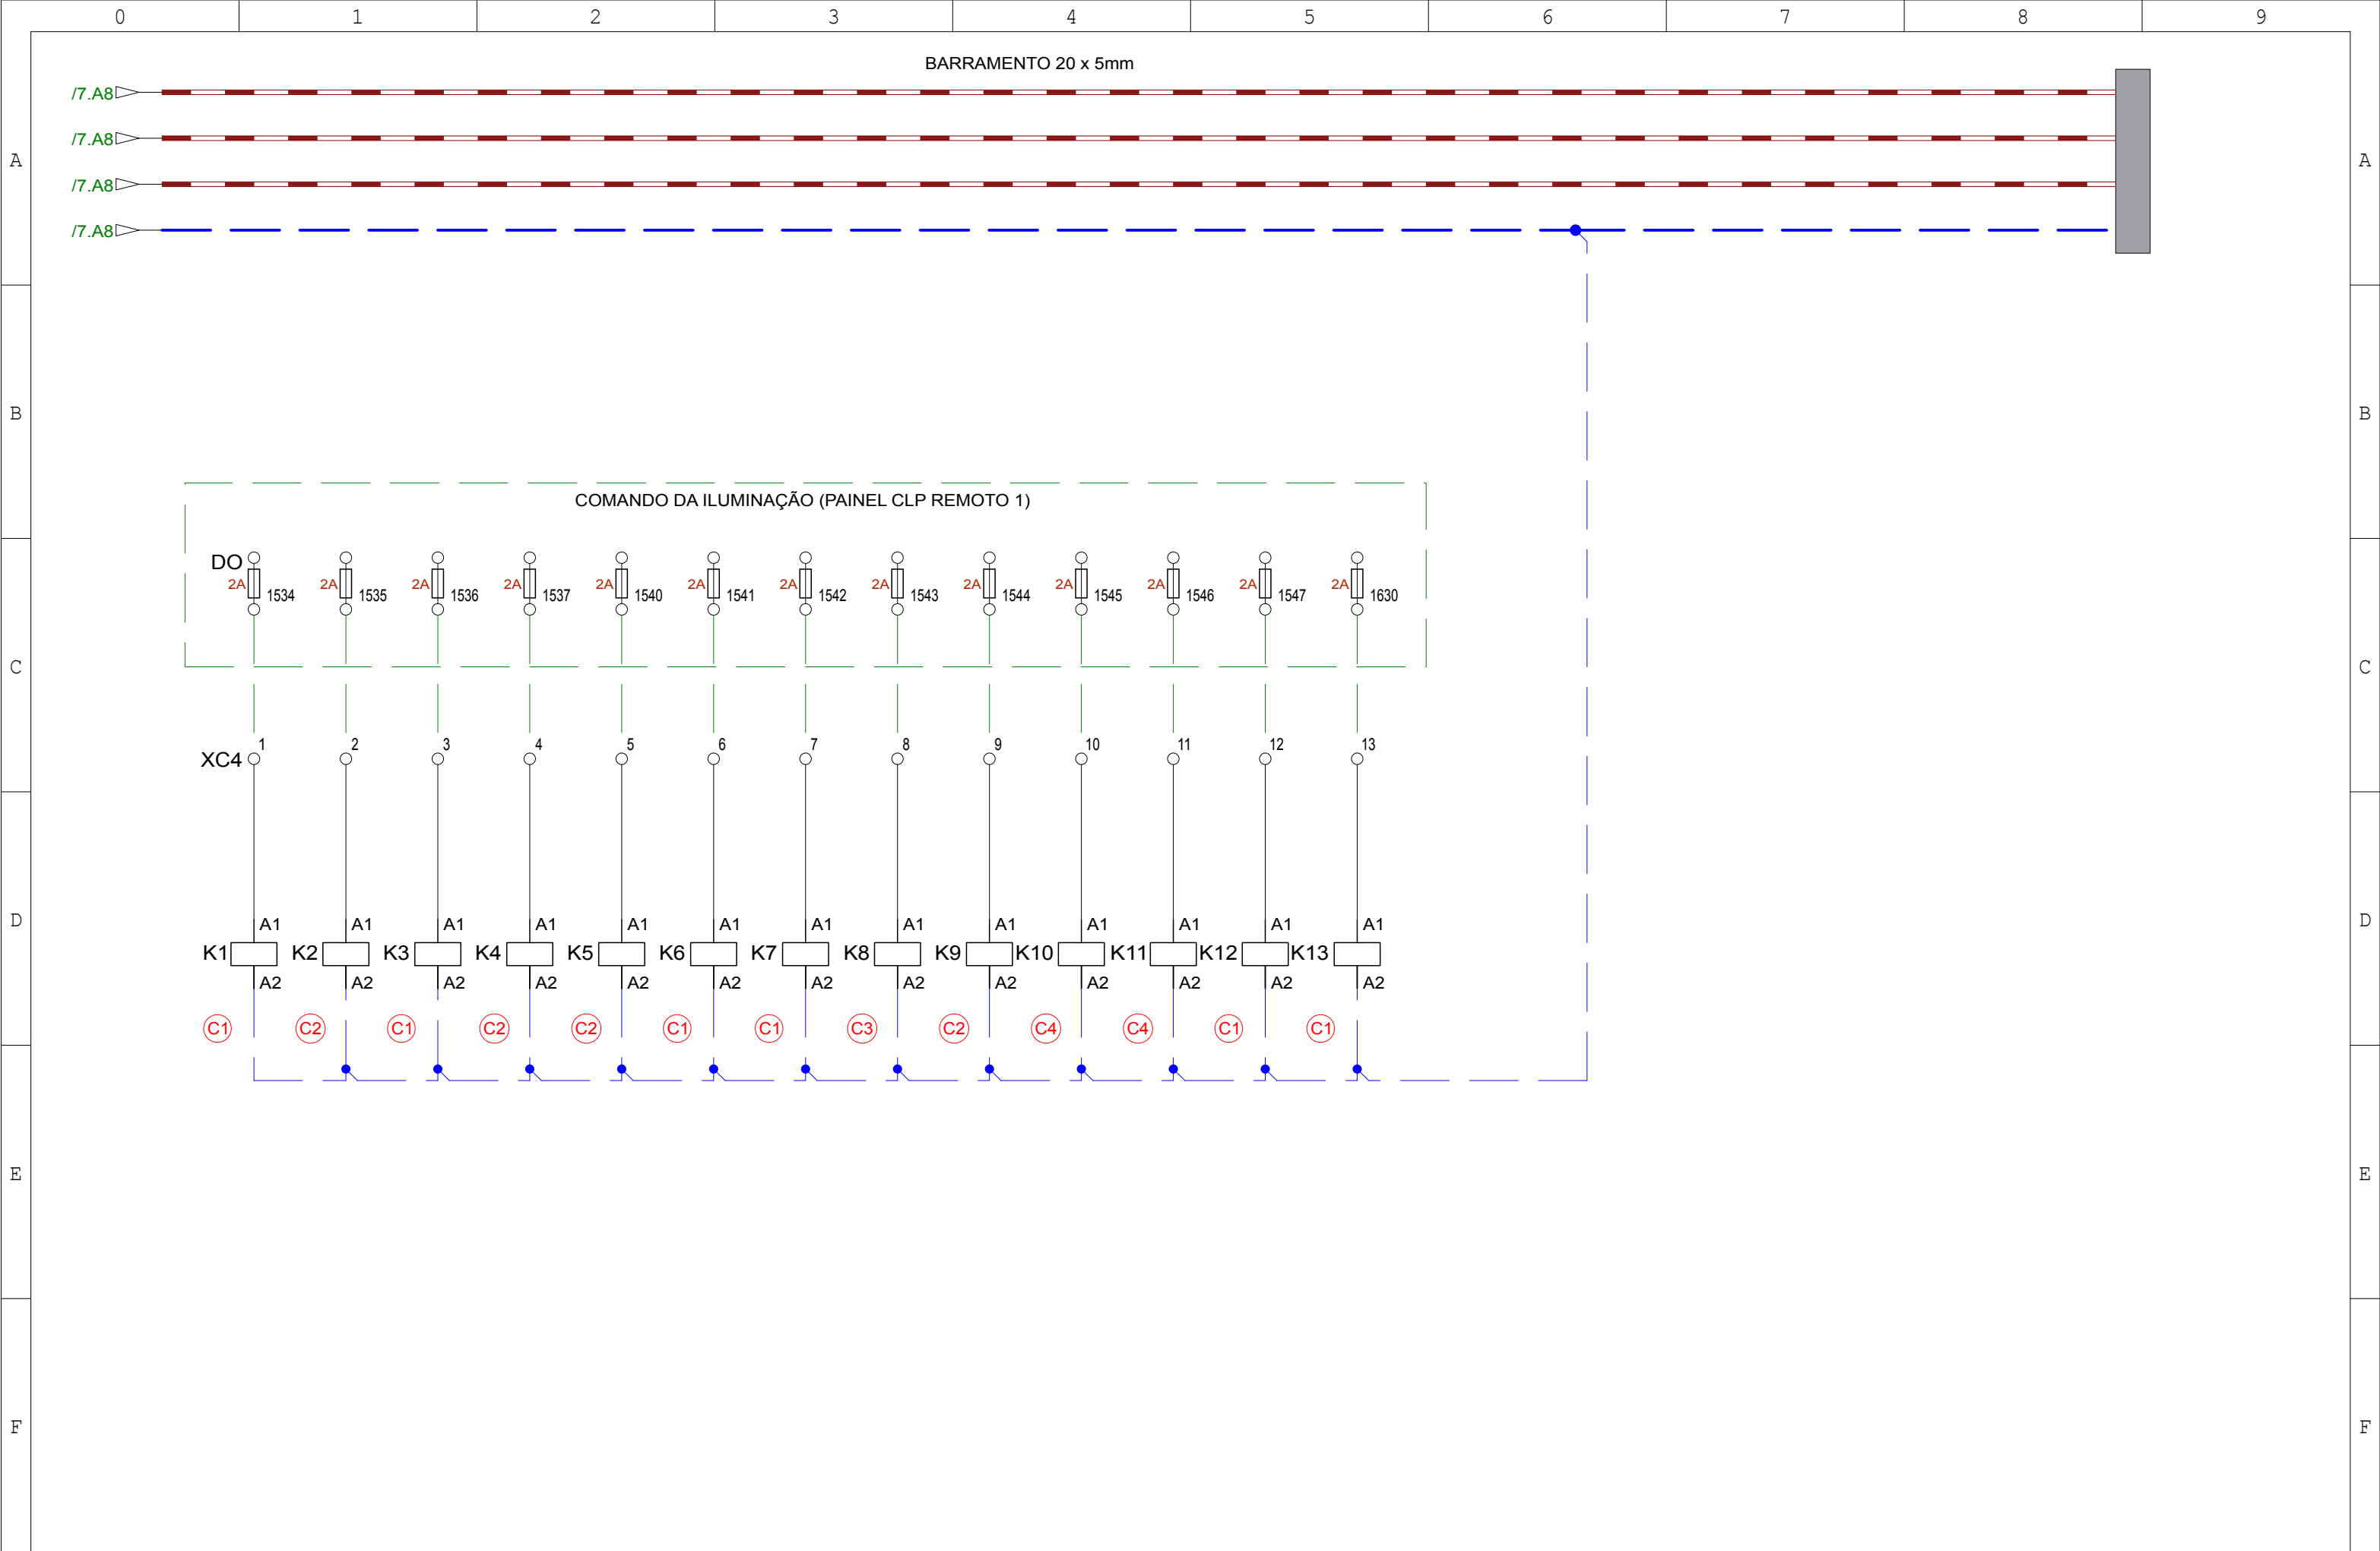 0 1 2 3 4 5 6 7 8 9
BARRAMENTO 20 x 5mm
/7.A8
/7.A8
A A
/7.A8
/7.A8
B B
COMANDO DA ILUMINAÇÃO (PAINEL CLP REMOTO 1)
DO
2A 2A 2A 2A 2A 2A 2A 2A 2A 2A 2A 2A 2A
1534 1535 1536 1537 1540 1541 1542 1543 1544 1545 1546 1547 1630
C C
1 2 3 4 5 6 7 8 9 10 11 12 13
XC4
D D
A1 A1 A1 A1 A1 A1 A1 A1 A1 A1 A1 A1 A1
K1 K2 K3 K4 K5 K6 K7 K8 K9 K10 K11 K12 K13
A2 A2 A2 A2 A2 A2 A2 A2 A2 A2 A2 A2 A2
C1 C2 C1 C2 C2 C1 C1 C3 C2 C4 C4 C1 C1
E E
F F